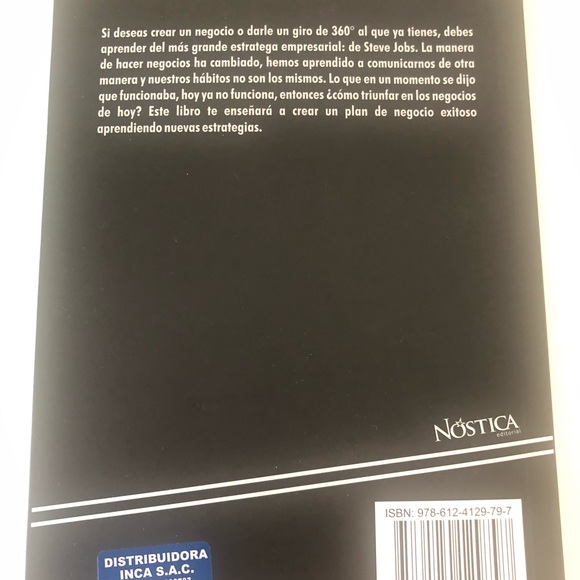 Si deseas crear un negocio o darle un giro de 360° al que ya tienes, debes
aprender del más grande estratega empresarial: de Steve Jobs. La manera
de hacer negocios ha cambiado, hemos aprendido a comunicarnos de otra
manera y nuestros hábitos no son los mismos. Lo que en un momento se dijo
que funcionaba, hoy ya no funciona, entonces ¿cómo triunfar en los negocios
de hoy? Este libro te enseñará a crear un plan de negocio exitoso
aprendiendo nuevas estrategias.
NÓSTICA
editorial
ISBN: 978-612-4129-79-7
DISTRIBUIDORA
INCA S.A.C.